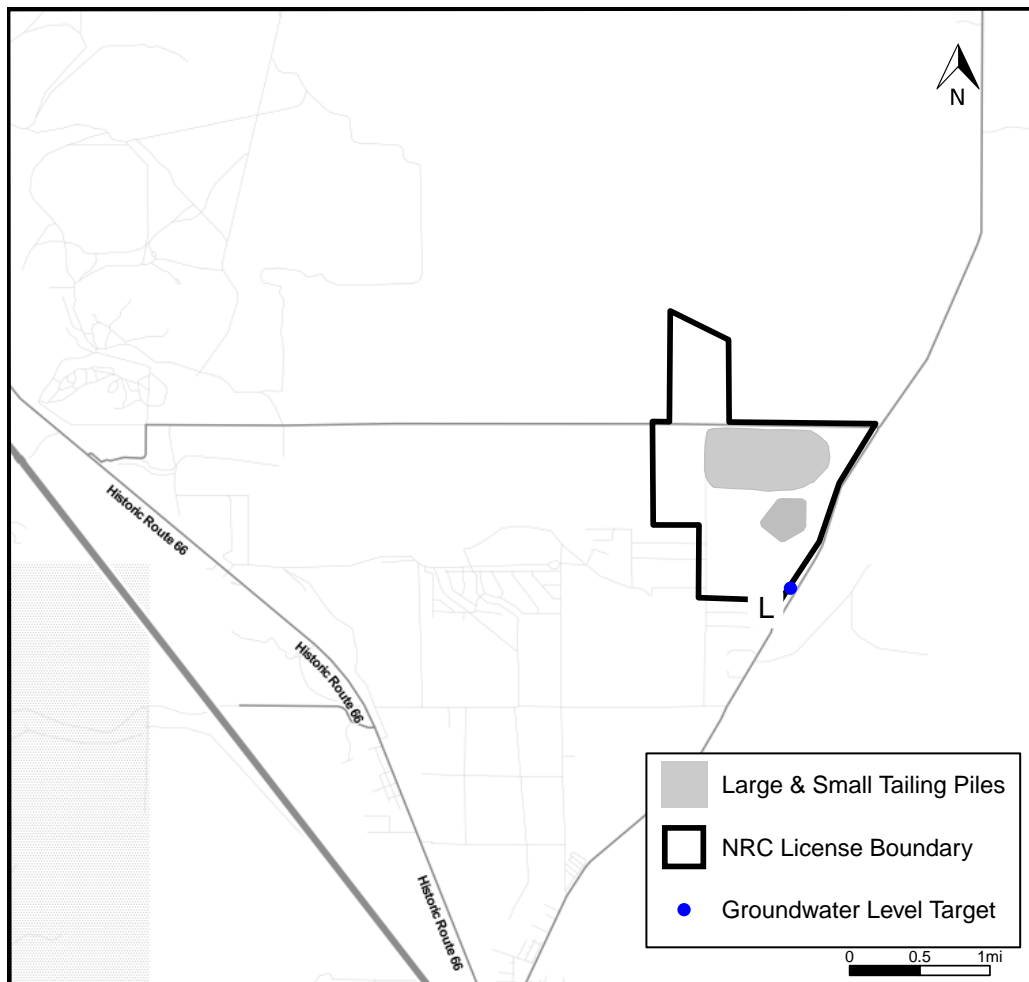 N
Historic Route 66
L
Historic Route 66
Historic Route 66
Large & Small Tailing Piles
NRC License Boundary
Groundwater Level Target
0 0.5 1mi